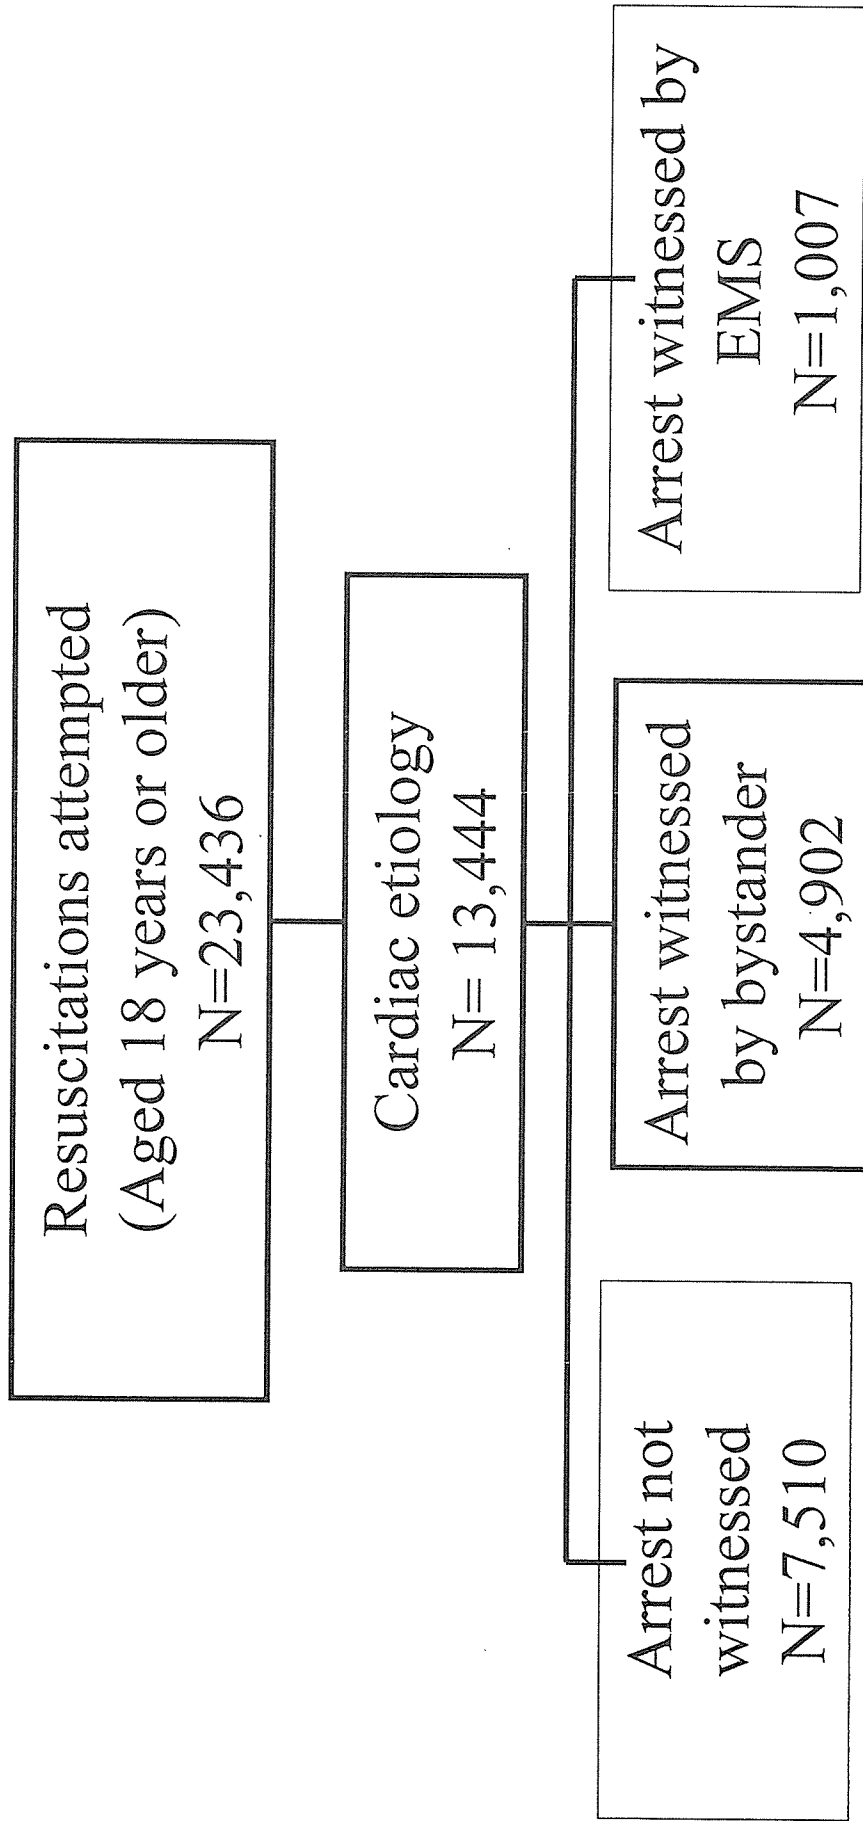 Resuscitations attempted
(Aged 18 years or older)
N=23,436
Cardiac etiology
N= 13,444
Arrest not
witnessed
N=7,510
Arrest witnessed
by bystander
N=4,902
Arrest witnessed by
EMS
N=1,007